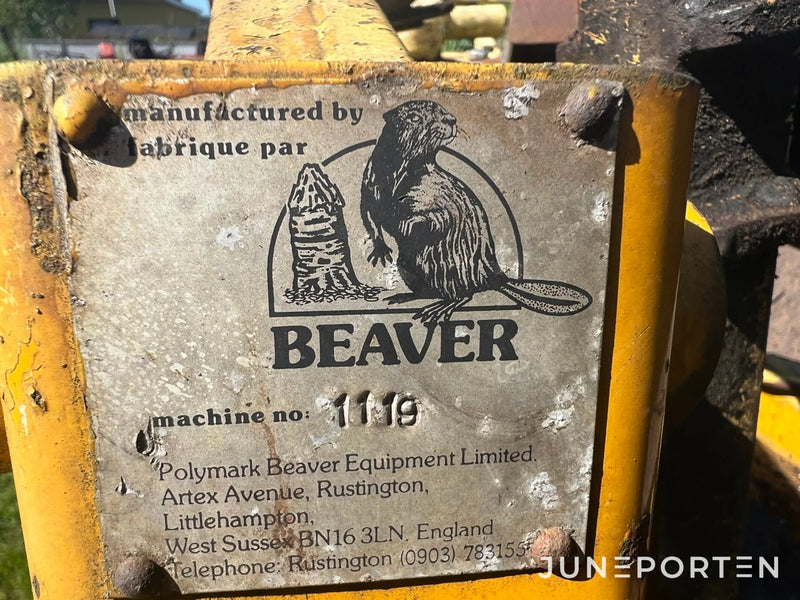 manufactured by
fabrique par
BEAVER
machine no: 1119
Polymark Beaver Equipment Limited.
Artex Avenue, Rustington,
Littlehampton,
West Sussex BN16 3LN. England
Telephone: Rustington (0903) 783155
JUNEPORTEN